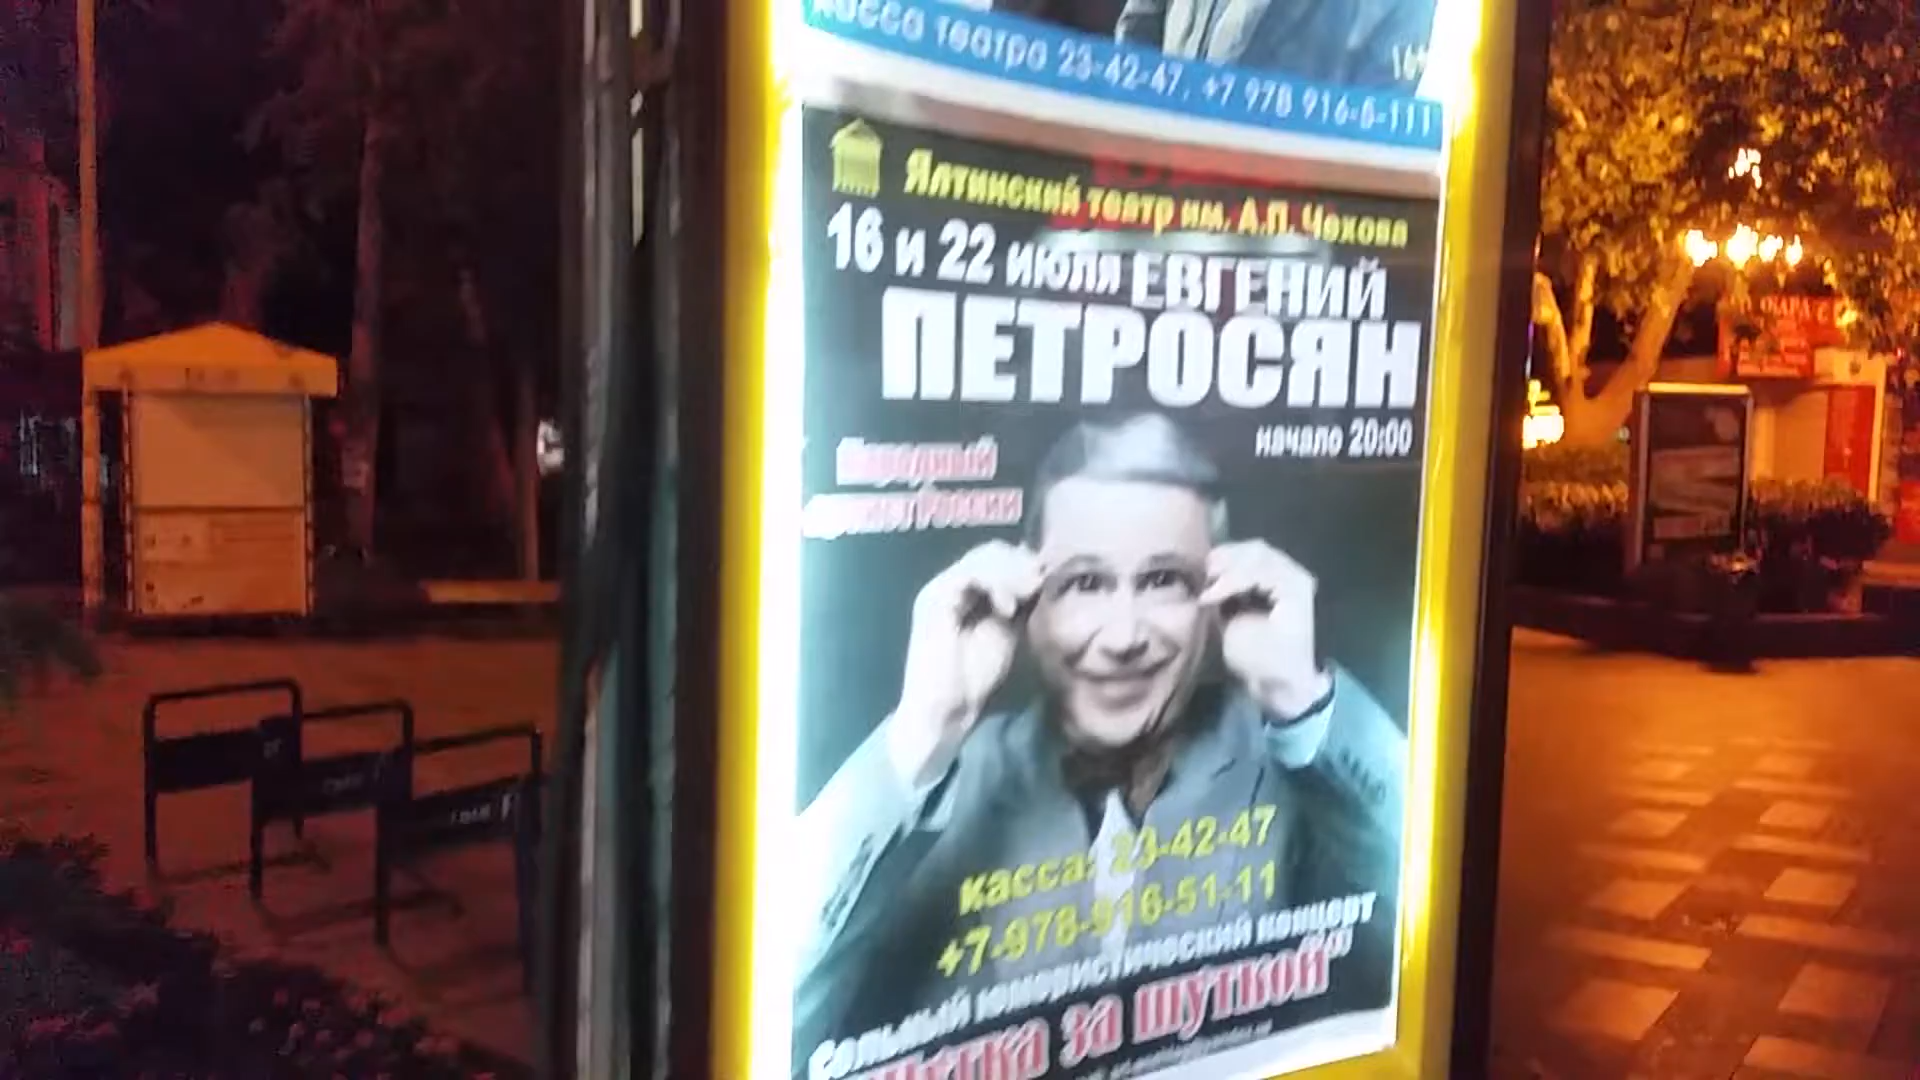 касса театра 23-42-47, +7 978 916-5-111
Ялтинский театр им. А.П. Чехова
16 и 22 июля ЕВГЕНИЙ
ПЕТРОСЯН
начало 20:00
Народный
артист России
касса: 23-42-47
+7-978-916-51-11
Большой юмористический концерт
за шуткой"